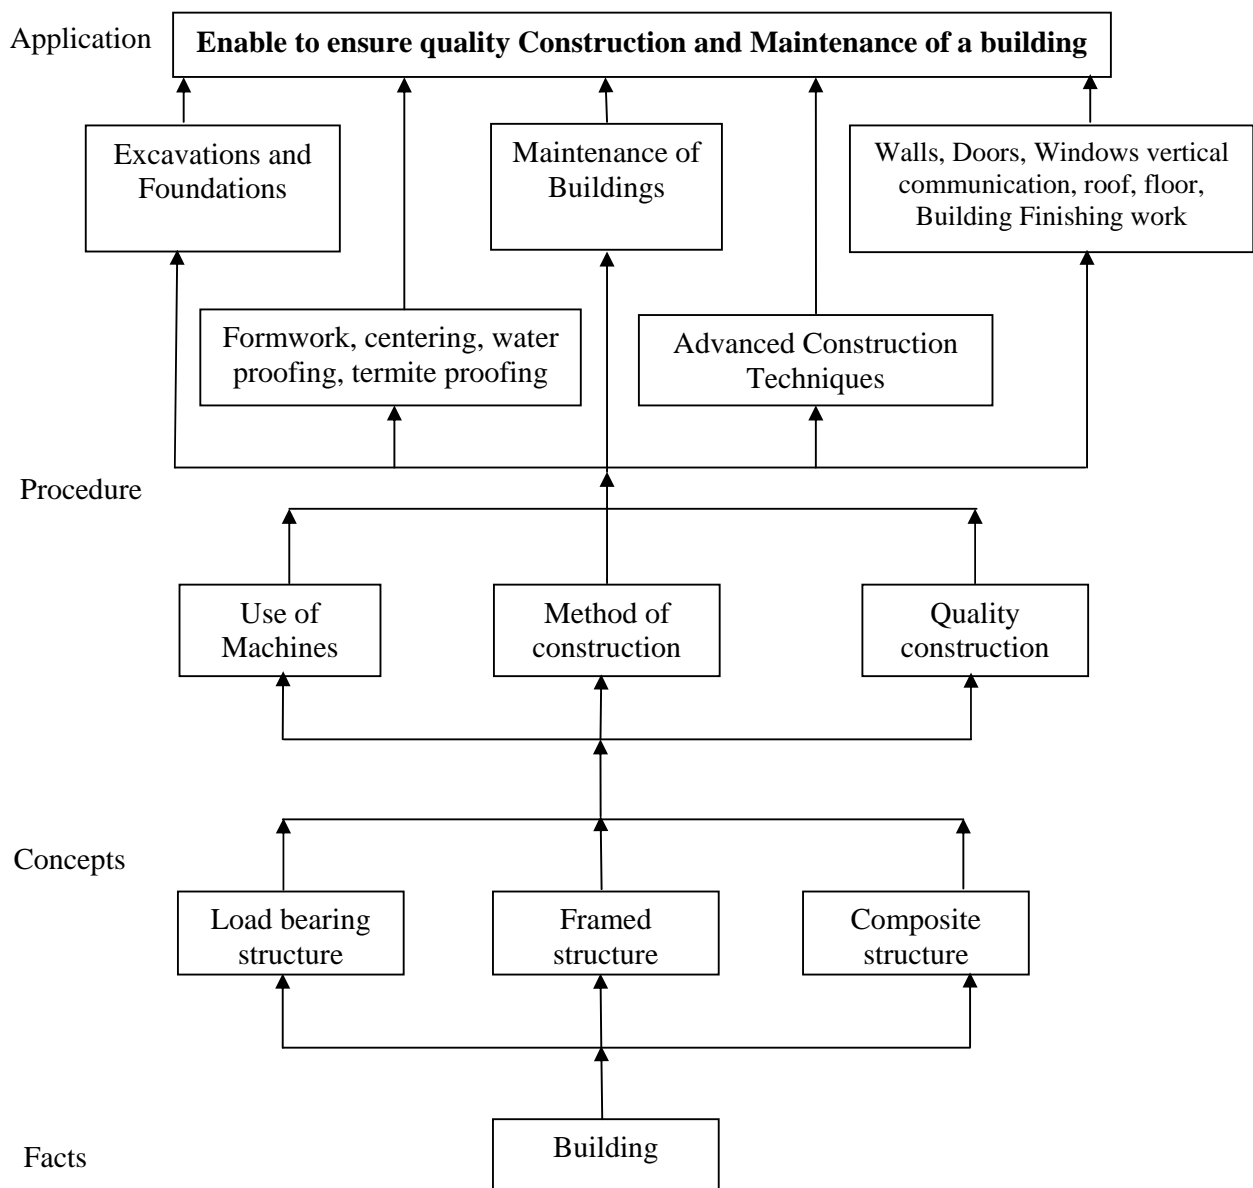 Application
Enable to ensure quality Construction and Maintenance of a building
Excavations and
Foundations
Maintenance of
Buildings
Walls, Doors, Windows vertical
communication, roof, floor,
Building Finishing work
Formwork, centering, water
proofing, termite proofing
Advanced Construction
Techniques
Procedure
Use of
Machines
Method of
construction
Quality
construction
Concepts
Load bearing
structure
Framed
structure
Composite
structure
Building
Facts